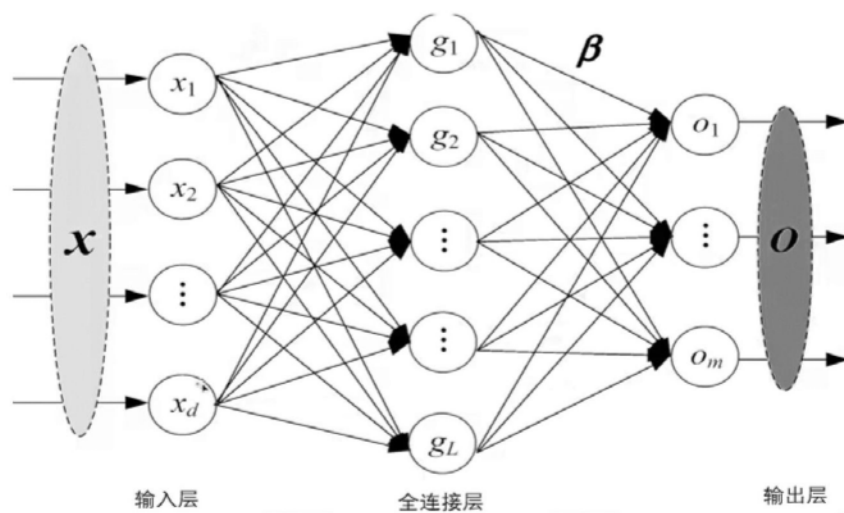 x
x₁
x₂
⋮
x_d
g₁
g₂
⋮
⋮
g_L
β
o₁
⋮
o_m
o
输入层
全连接层
输出层